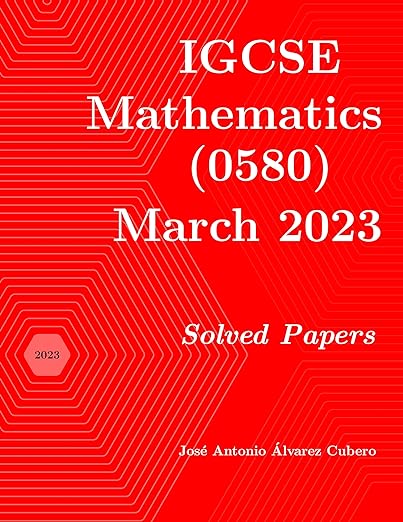 IGCSE
Mathematics
(0580)
March 2023
Solved Papers
2023
José Antonio Álvarez Cubero